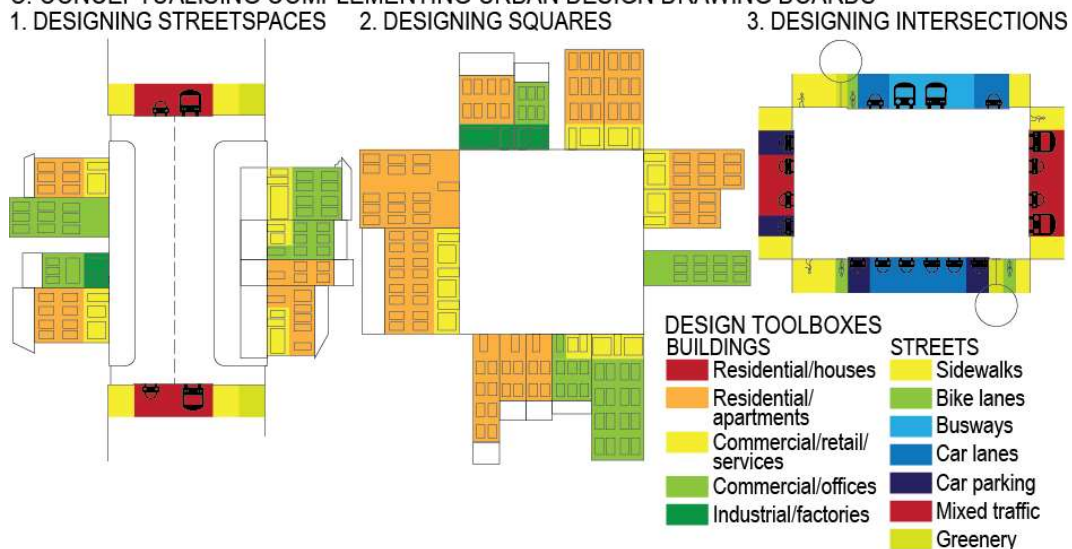 1. DESIGNING STREETSPACES
2. DESIGNING SQUARES
3. DESIGNING INTERSECTIONS
DESIGN TOOLBOXES
BUILDINGS
Residential/houses
Residential/
apartments
Commercial/retail/
services
Commercial/offices
Industrial/factories
STREETS
Sidewalks
Bike lanes
Busways
Car lanes
Car parking
Mixed traffic
Greenery